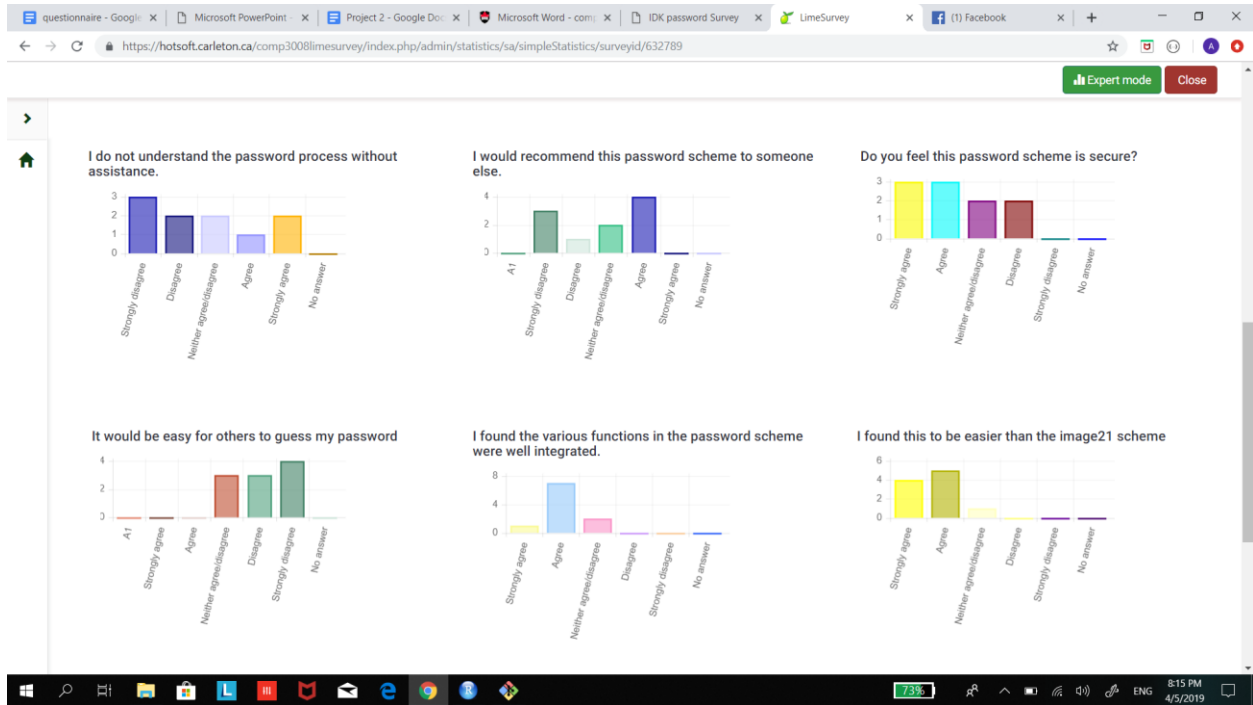 questionnaire - Google
Microsoft PowerPoint -
Project 2 - Google Doc
Microsoft Word - comp
IDK password Survey
LimeSurvey
(1) Facebook
https://hotsoft.carleton.ca/comp3008limesurvey/index.php/admin/statistics/sa/simpleStatistics/surveyid/632789
A
Expert mode
Close
I do not understand the password process without
assistance.
3
2
1
0
Strongly disagree
Disagree
Neither agree/disagree
Agree
Strongly agree
No answer
I would recommend this password scheme to someone
else.
4
2
0
A1
Strongly disagree
Disagree
Neither agree/disagree
Agree
Strongly agree
No answer
Do you feel this password scheme is secure?
3
2
1
0
Strongly agree
Agree
Neither agree/disagree
Disagree
Strongly disagree
No answer
It would be easy for others to guess my password
4
2
0
A1
Strongly agree
Agree
Neither agree/disagree
Disagree
Strongly disagree
No answer
I found the various functions in the password scheme
were well integrated.
8
4
0
Strongly agree
Agree
Neither agree/disagree
Disagree
Strongly disagree
No answer
I found this to be easier than the image21 scheme
6
4
2
0
Strongly agree
Agree
Neither agree/disagree
Disagree
Strongly disagree
No answer
L
R
73%
ENG
8:15 PM
4/5/2019